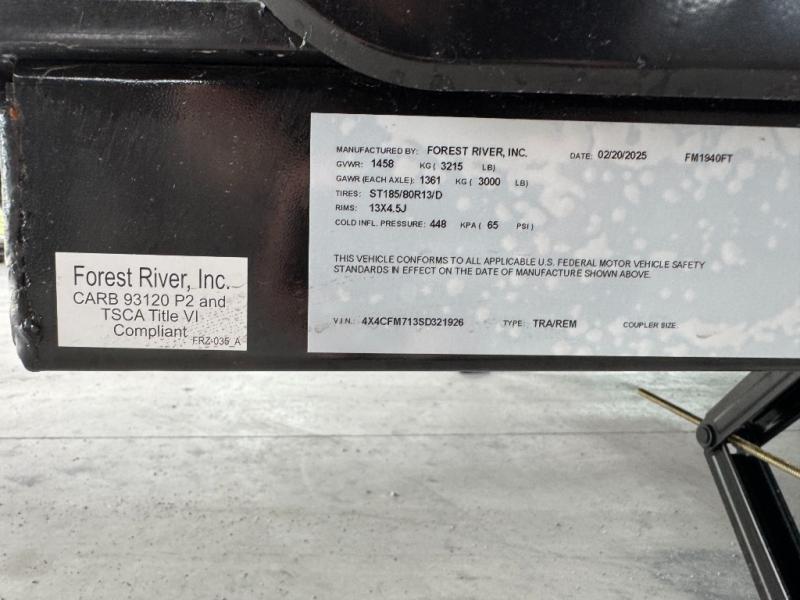 MANUFACTURED BY: FOREST RIVER, INC. DATE: 02/20/2025 FM1940FT
GVWR: 1458 KG ( 3215 LB)
GAWR (EACH AXLE): 1361 KG ( 3000 LB)
TIRES: ST185/80R13/D
RIMS: 13X4.5J
COLD INFL. PRESSURE: 448 KPA ( 65 PSI )
THIS VEHICLE CONFORMS TO ALL APPLICABLE U.S. FEDERAL MOTOR VEHICLE SAFETY
STANDARDS IN EFFECT ON THE DATE OF MANUFACTURE SHOWN ABOVE.
V.I.N.: 4X4CFM713SD321926 TYPE: TRA/REM COUPLER SIZE:
Forest River, Inc.
CARB 93120 P2 and
TSCA Title VI
Compliant
FRZ-035_A